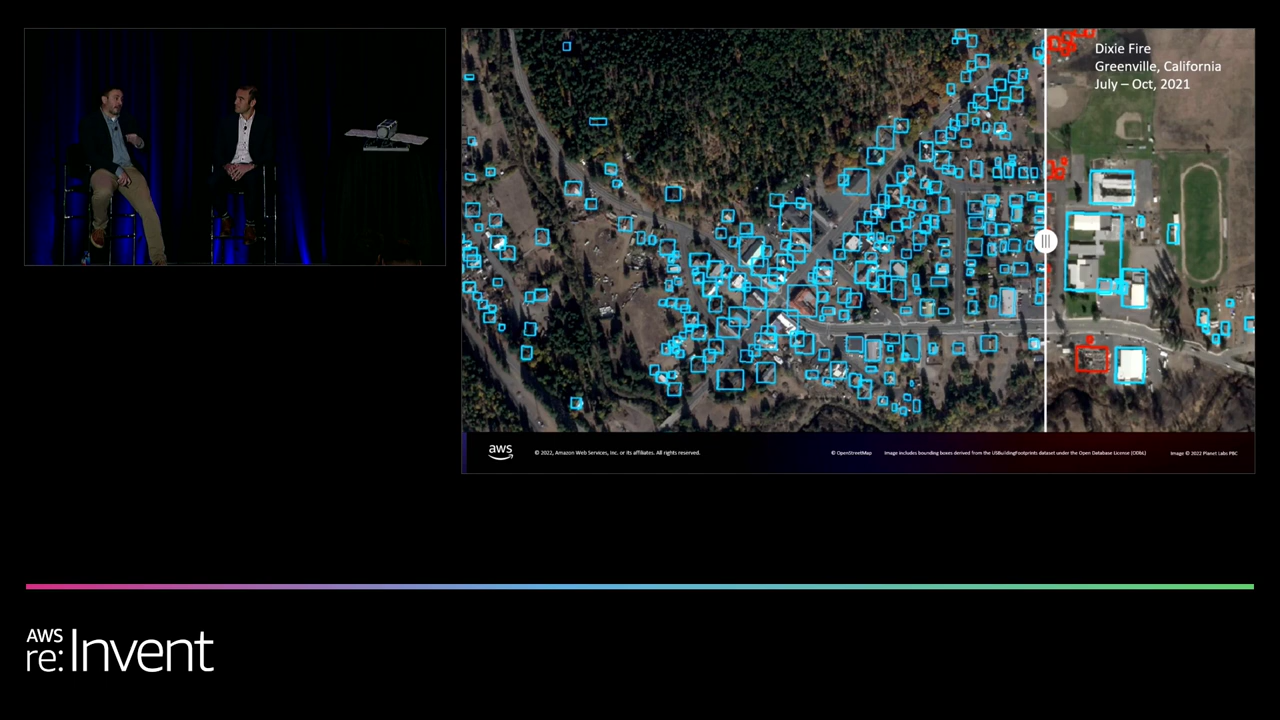 Dixie Fire
Greenville, California
July – Oct, 2021
aws
© 2022, Amazon Web Services, Inc. or its affiliates. All rights reserved.
© OpenStreetMap
Image includes bounding boxes derived from the USBuildingFootprints dataset under the Open Database License (ODbL)
Image © 2022 Planet Labs PBC
AWS
re:Invent